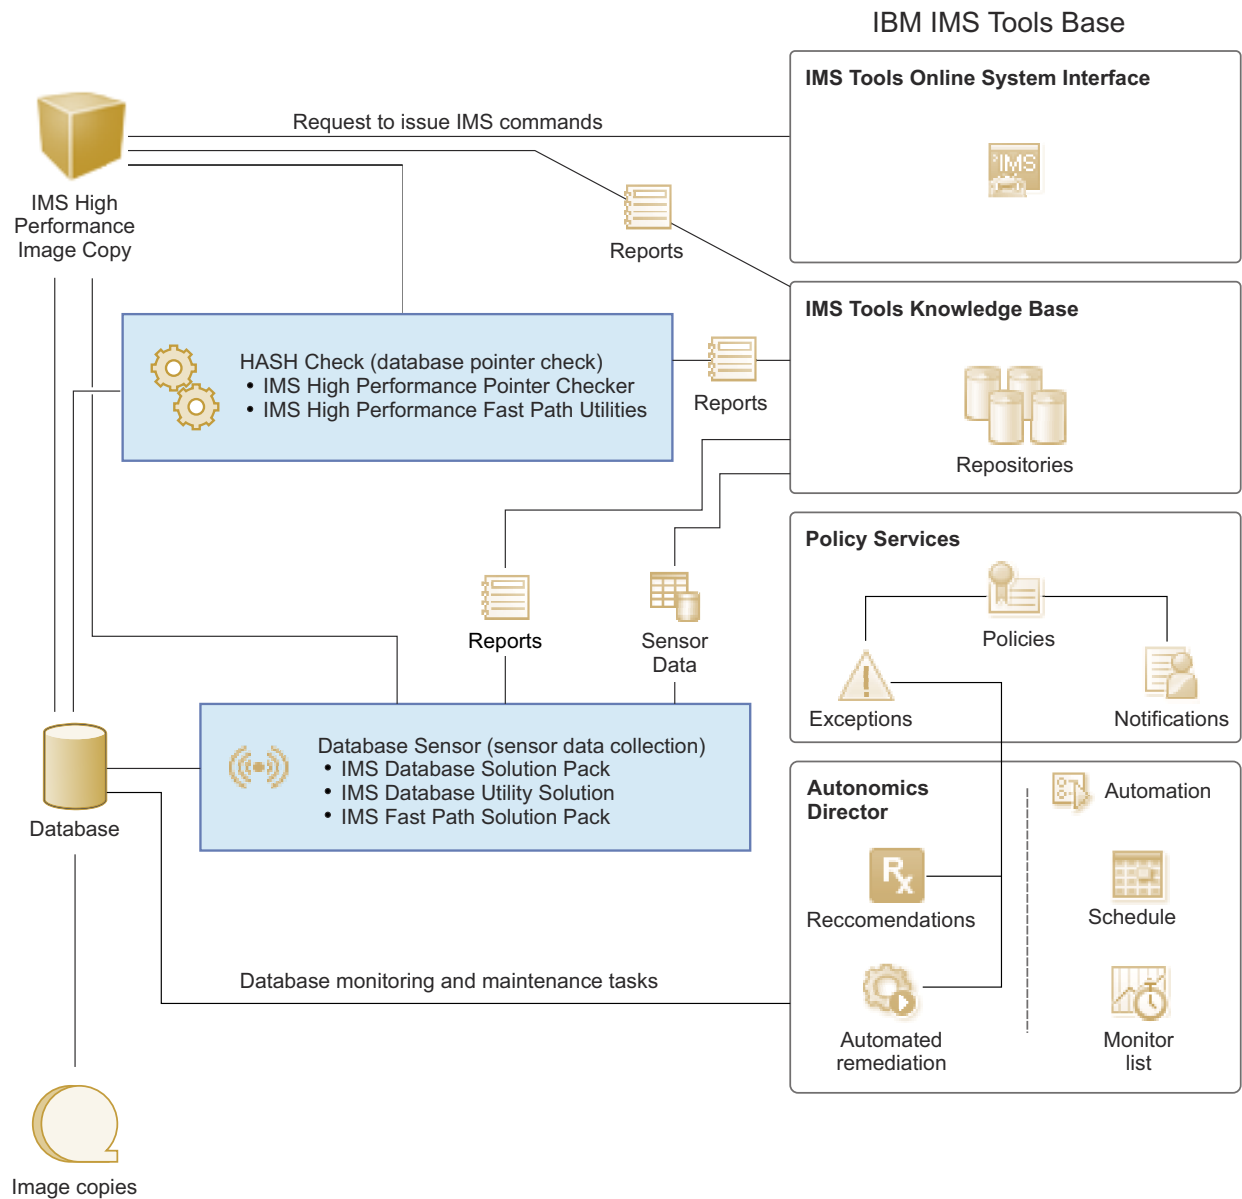 IBM IMS Tools Base
IMS Tools Online System Interface
Request to issue IMS commands
IMS
IMS High
Performance
Image Copy
Reports
IMS Tools Knowledge Base
HASH Check (database pointer check)
• IMS High Performance Pointer Checker
• IMS High Performance Fast Path Utilities
Reports
Repositories
Policy Services
Reports
Sensor
Data
Policies
Exceptions
Notifications
Database Sensor (sensor data collection)
• IMS Database Solution Pack
• IMS Database Utility Solution
• IMS Fast Path Solution Pack
Database
Autonomics
Director
Automation
Rx
Reccomendations
Schedule
Database monitoring and maintenance tasks
Automated
remediation
Monitor
list
Image copies